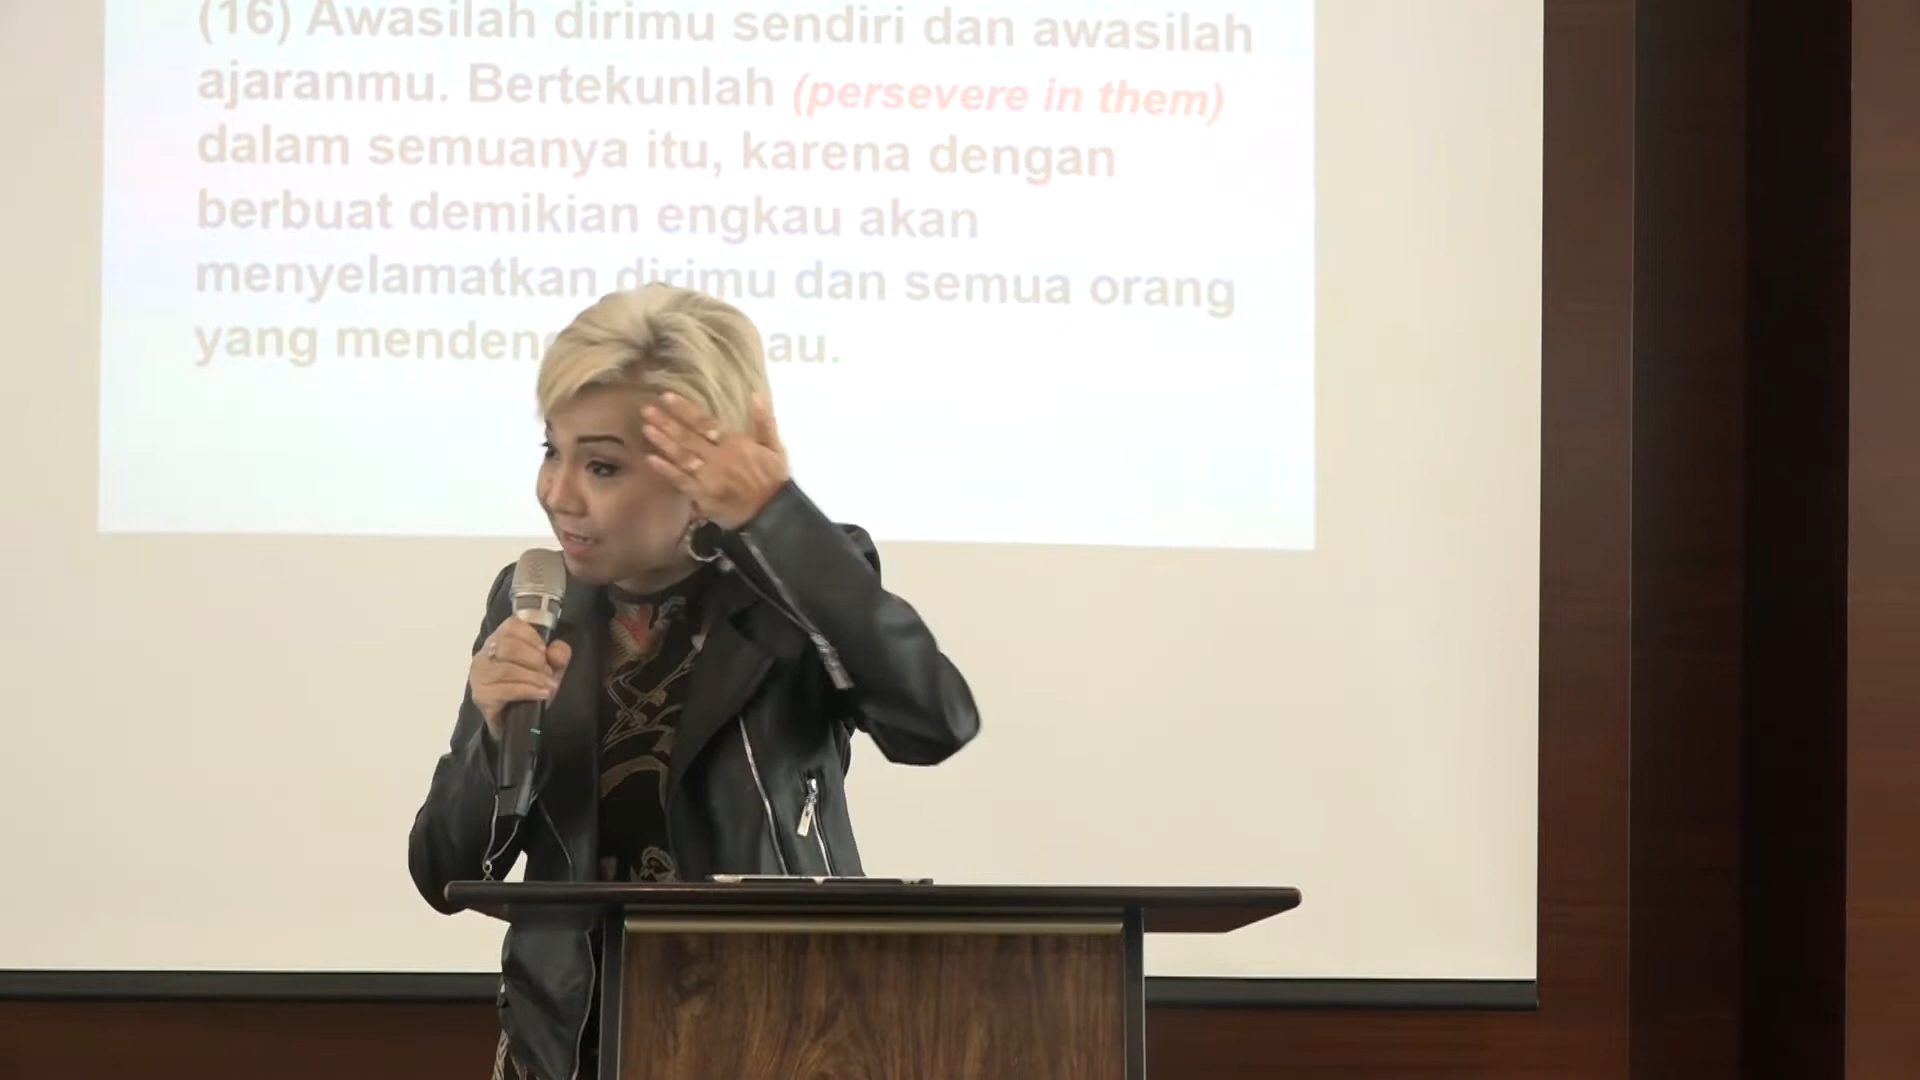 (16) Awasilah dirimu sendiri dan awasilah
ajaranmu. Bertekunlah (persevere in them)
dalam semuanya itu, karena dengan
berbuat demikian engkau akan
menyelamatkan dirimu dan semua orang
yang